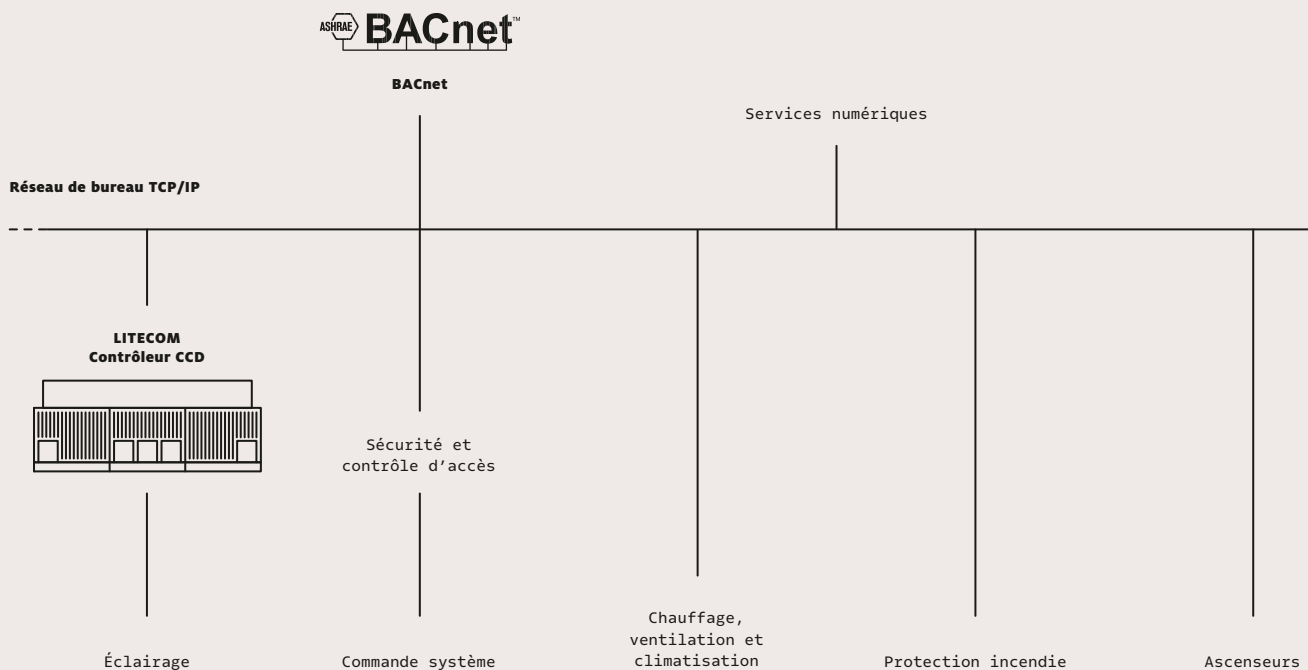 ASHRAE BACnet™
BACnet
Services numériques
Réseau de bureau TCP/IP
LITECOM
Contrôleur CCD
Sécurité et
contrôle d’accès
Éclairage
Commande système
Chauffage,
ventilation et
climatisation
Protection incendie
Ascenseurs